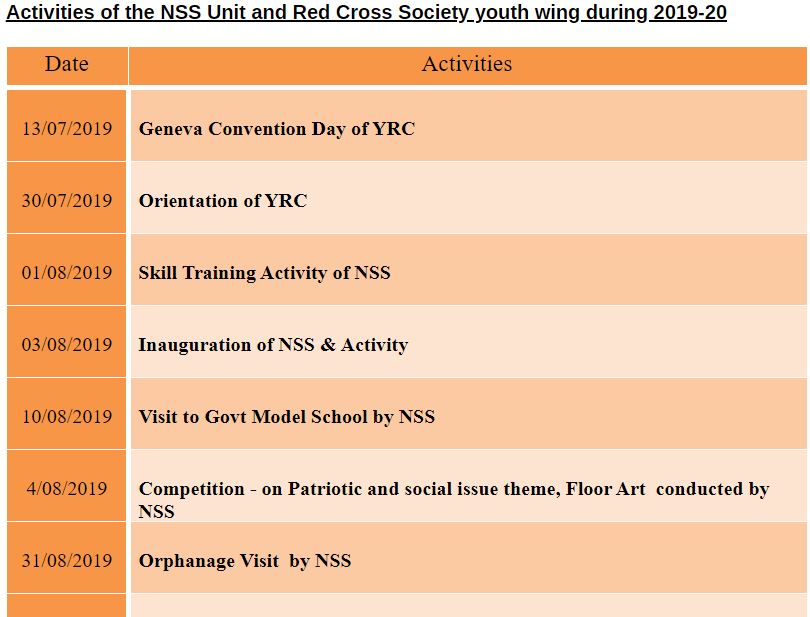 Activities of the NSS Unit and Red Cross Society youth wing during 2019-20
Date Activities
13/07/2019 Geneva Convention Day of YRC
30/07/2019 Orientation of YRC
01/08/2019 Skill Training Activity of NSS
03/08/2019 Inauguration of NSS & Activity
10/08/2019 Visit to Govt Model School by NSS
4/08/2019 Competition - on Patriotic and social issue theme, Floor Art  conducted by
NSS
31/08/2019 Orphanage Visit  by NSS